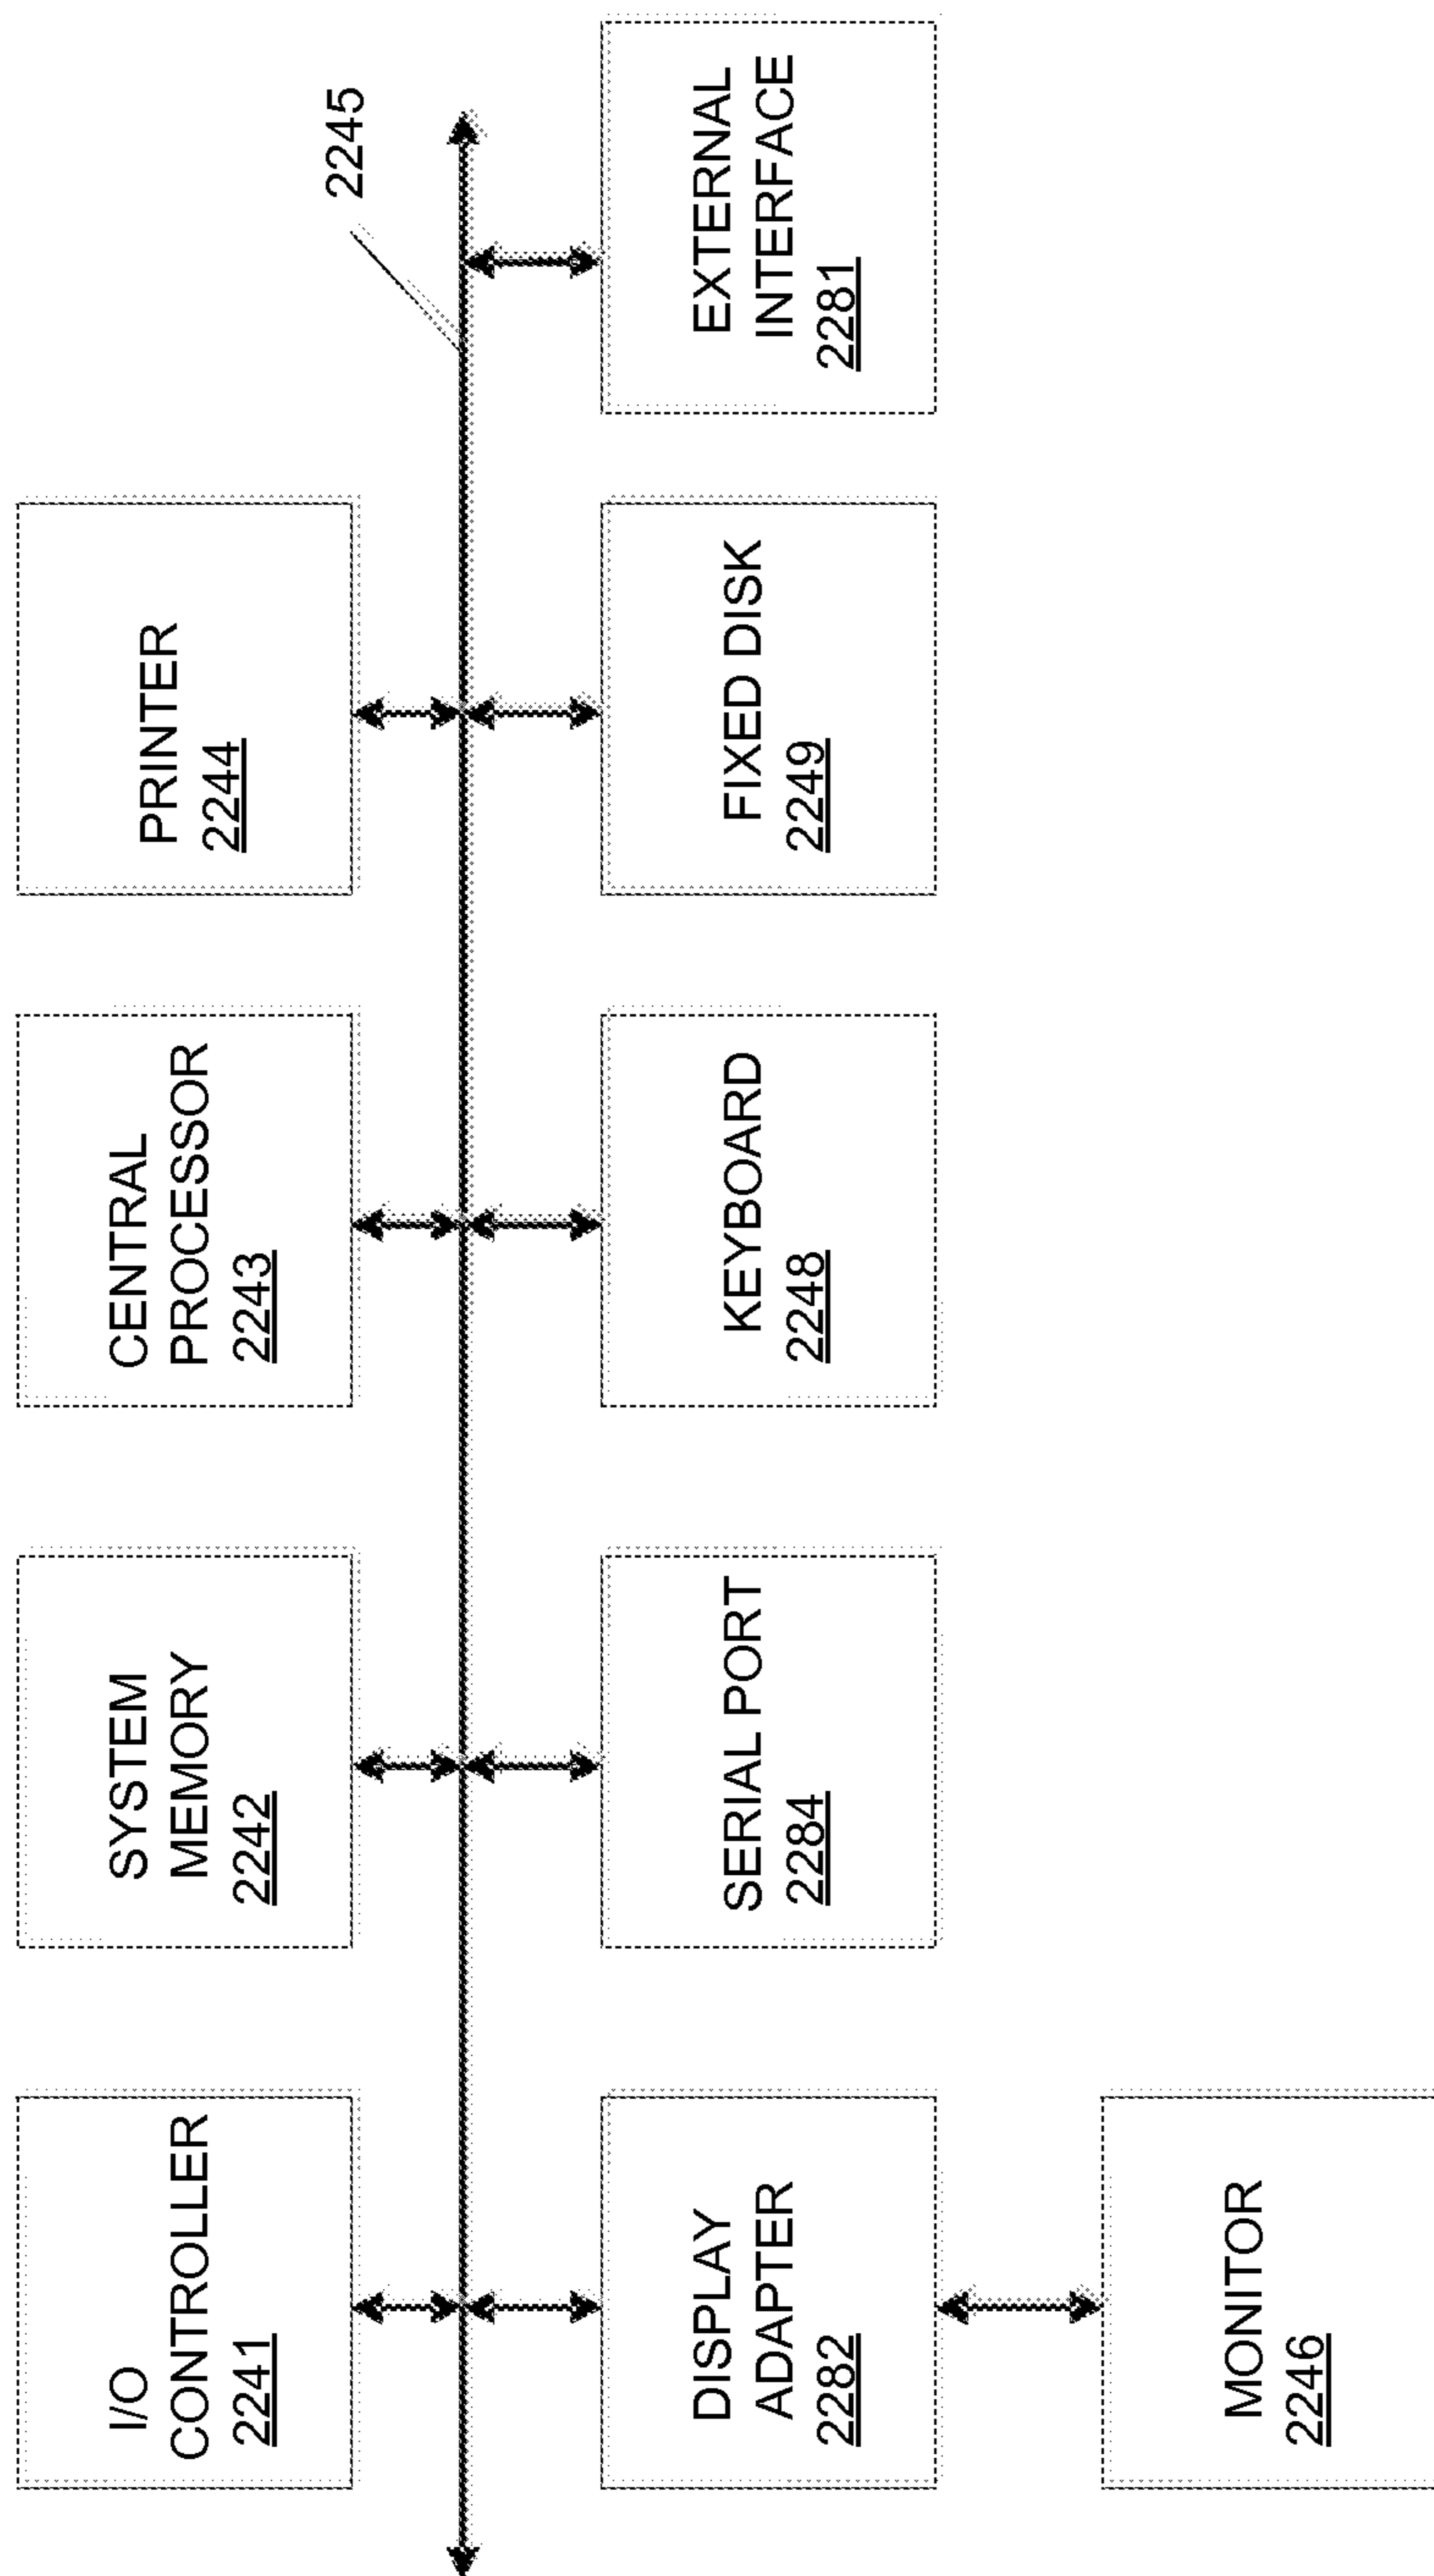 I/O
CONTROLLER
2241
SYSTEM
MEMORY
2242
CENTRAL
PROCESSOR
2243
PRINTER
2244
2245
DISPLAY
ADAPTER
2282
SERIAL PORT
2284
KEYBOARD
2248
FIXED DISK
2249
EXTERNAL
INTERFACE
2281
MONITOR
2246